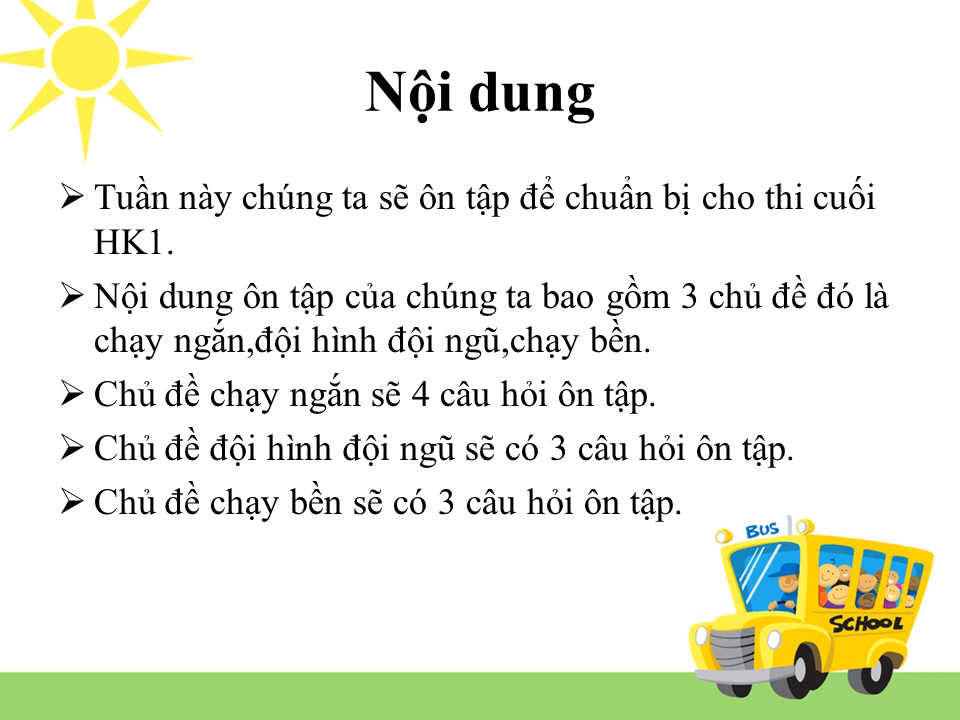 Nội dung
Tuần này chúng ta sẽ ôn tập để chuẩn bị cho thi cuối
HK1.
Nội dung ôn tập của chúng ta bao gồm 3 chủ đề đó là
chạy ngắn,đội hình đội ngũ,chạy bền.
Chủ đề chạy ngắn sẽ 4 câu hỏi ôn tập.
Chủ đề đội hình đội ngũ sẽ có 3 câu hỏi ôn tập.
Chủ đề chạy bền sẽ có 3 câu hỏi ôn tập.
BUS
SCHOOL